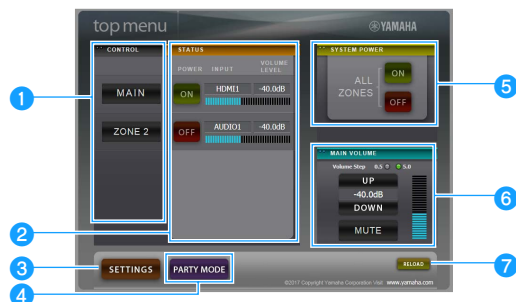 top menu
YAMAHA
CONTROL
STATUS
SYSTEM POWER
POWER INPUT VOLUME LEVEL
MAIN
ON HDMI1 -40.0dB
ZONE 2
OFF AUDIO1 -40.0dB
ALL ZONES
ON
OFF
MAIN VOLUME
Volume Step 0.5 5.0
UP
-40.0dB
DOWN
MUTE
SETTINGS
PARTY MODE
RELOAD
©2017 Copyright Yamaha Corporation Visit www.yamaha.com
1
2
3
4
5
6
7